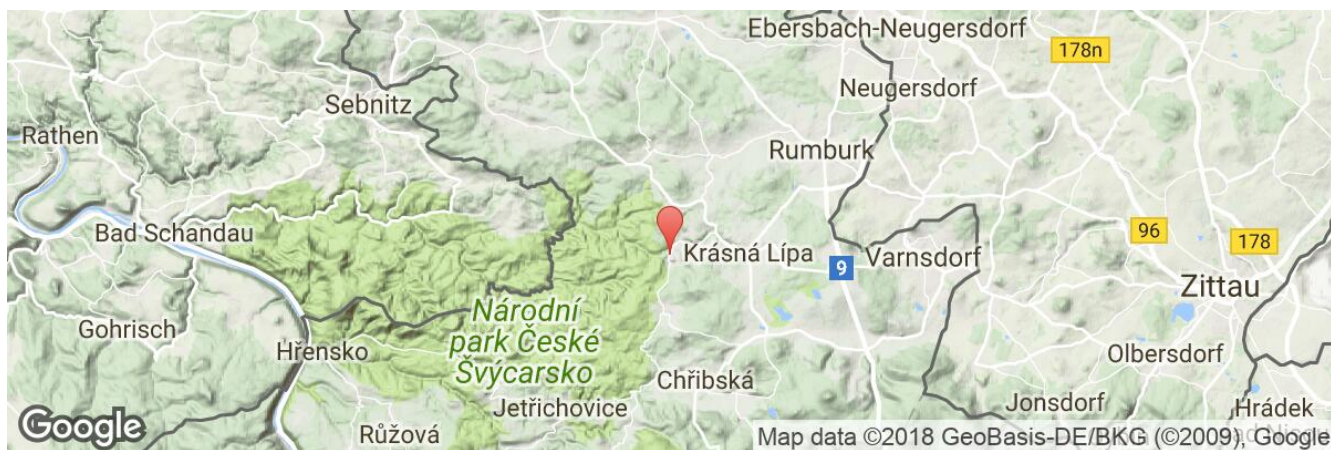 Ebersbach-Neugersdorf
178n
Neugersdorf
Sebnitz
Rathen
Rumburk
Bad Schandau
Krásná Lípa
Varnsdorf
96
178
9
Zittau
Národní
park České
Švýcarsko
Gohrisch
Hřensko
Olbersdorf
Chřibská
Jetřichovice
Jonsdorf
Hrádek
Růžová
Google
Map data ©2018 GeoBasis-DE/BKG (©2009), Google